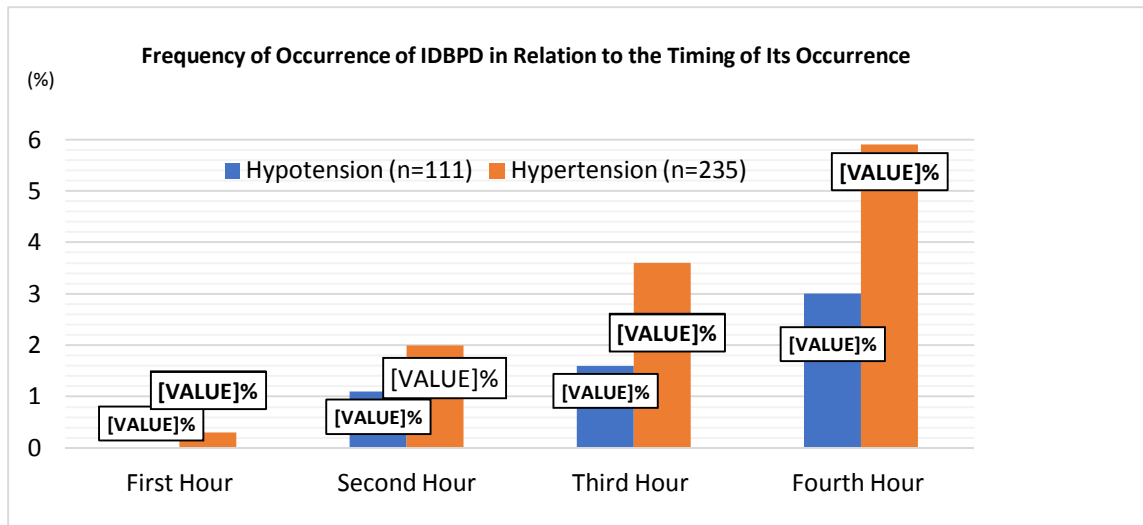 Frequency of Occurrence of IDBPD in Relation to the Timing of Its Occurrence
(%)
6
Hypotension (n=111) Hypertension (n=235)
[VALUE]%
5
4
3
[VALUE]%
[VALUE]%
2
[VALUE]%
[VALUE]%
[VALUE]%
1
[VALUE]%
[VALUE]%
0
First Hour Second Hour Third Hour Fourth Hour